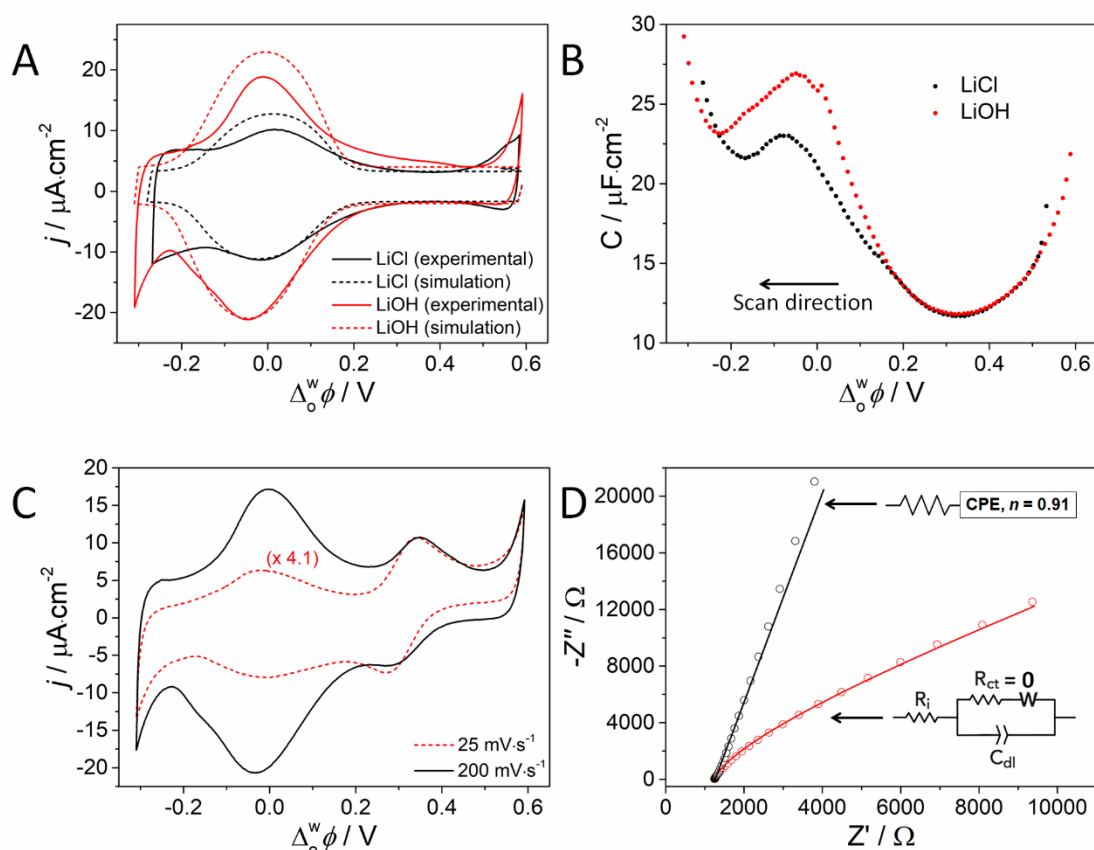 A
j / µA·cm⁻²
20
10
0
-10
-20
-0.2
0.0
0.2
0.4
0.6
Δₒʷϕ / V
LiCl (experimental)
LiCl (simulation)
LiOH (experimental)
LiOH (simulation)
B
C / µF·cm⁻²
30
25
20
15
10
-0.2
0.0
0.2
0.4
0.6
Δₒʷϕ / V
LiCl
LiOH
Scan direction
C
j / µA·cm⁻²
20
15
10
5
0
-5
-10
-15
-20
-0.2
0.0
0.2
0.4
0.6
Δₒʷϕ / V
(x 4.1)
25 mV·s⁻¹
200 mV·s⁻¹
D
-Z'' / Ω
20000
16000
12000
8000
4000
0
0
2000
4000
6000
8000
10000
Z' / Ω
CPE, n = 0.91
Rᵢ
R_ct = 0
W
C_dl